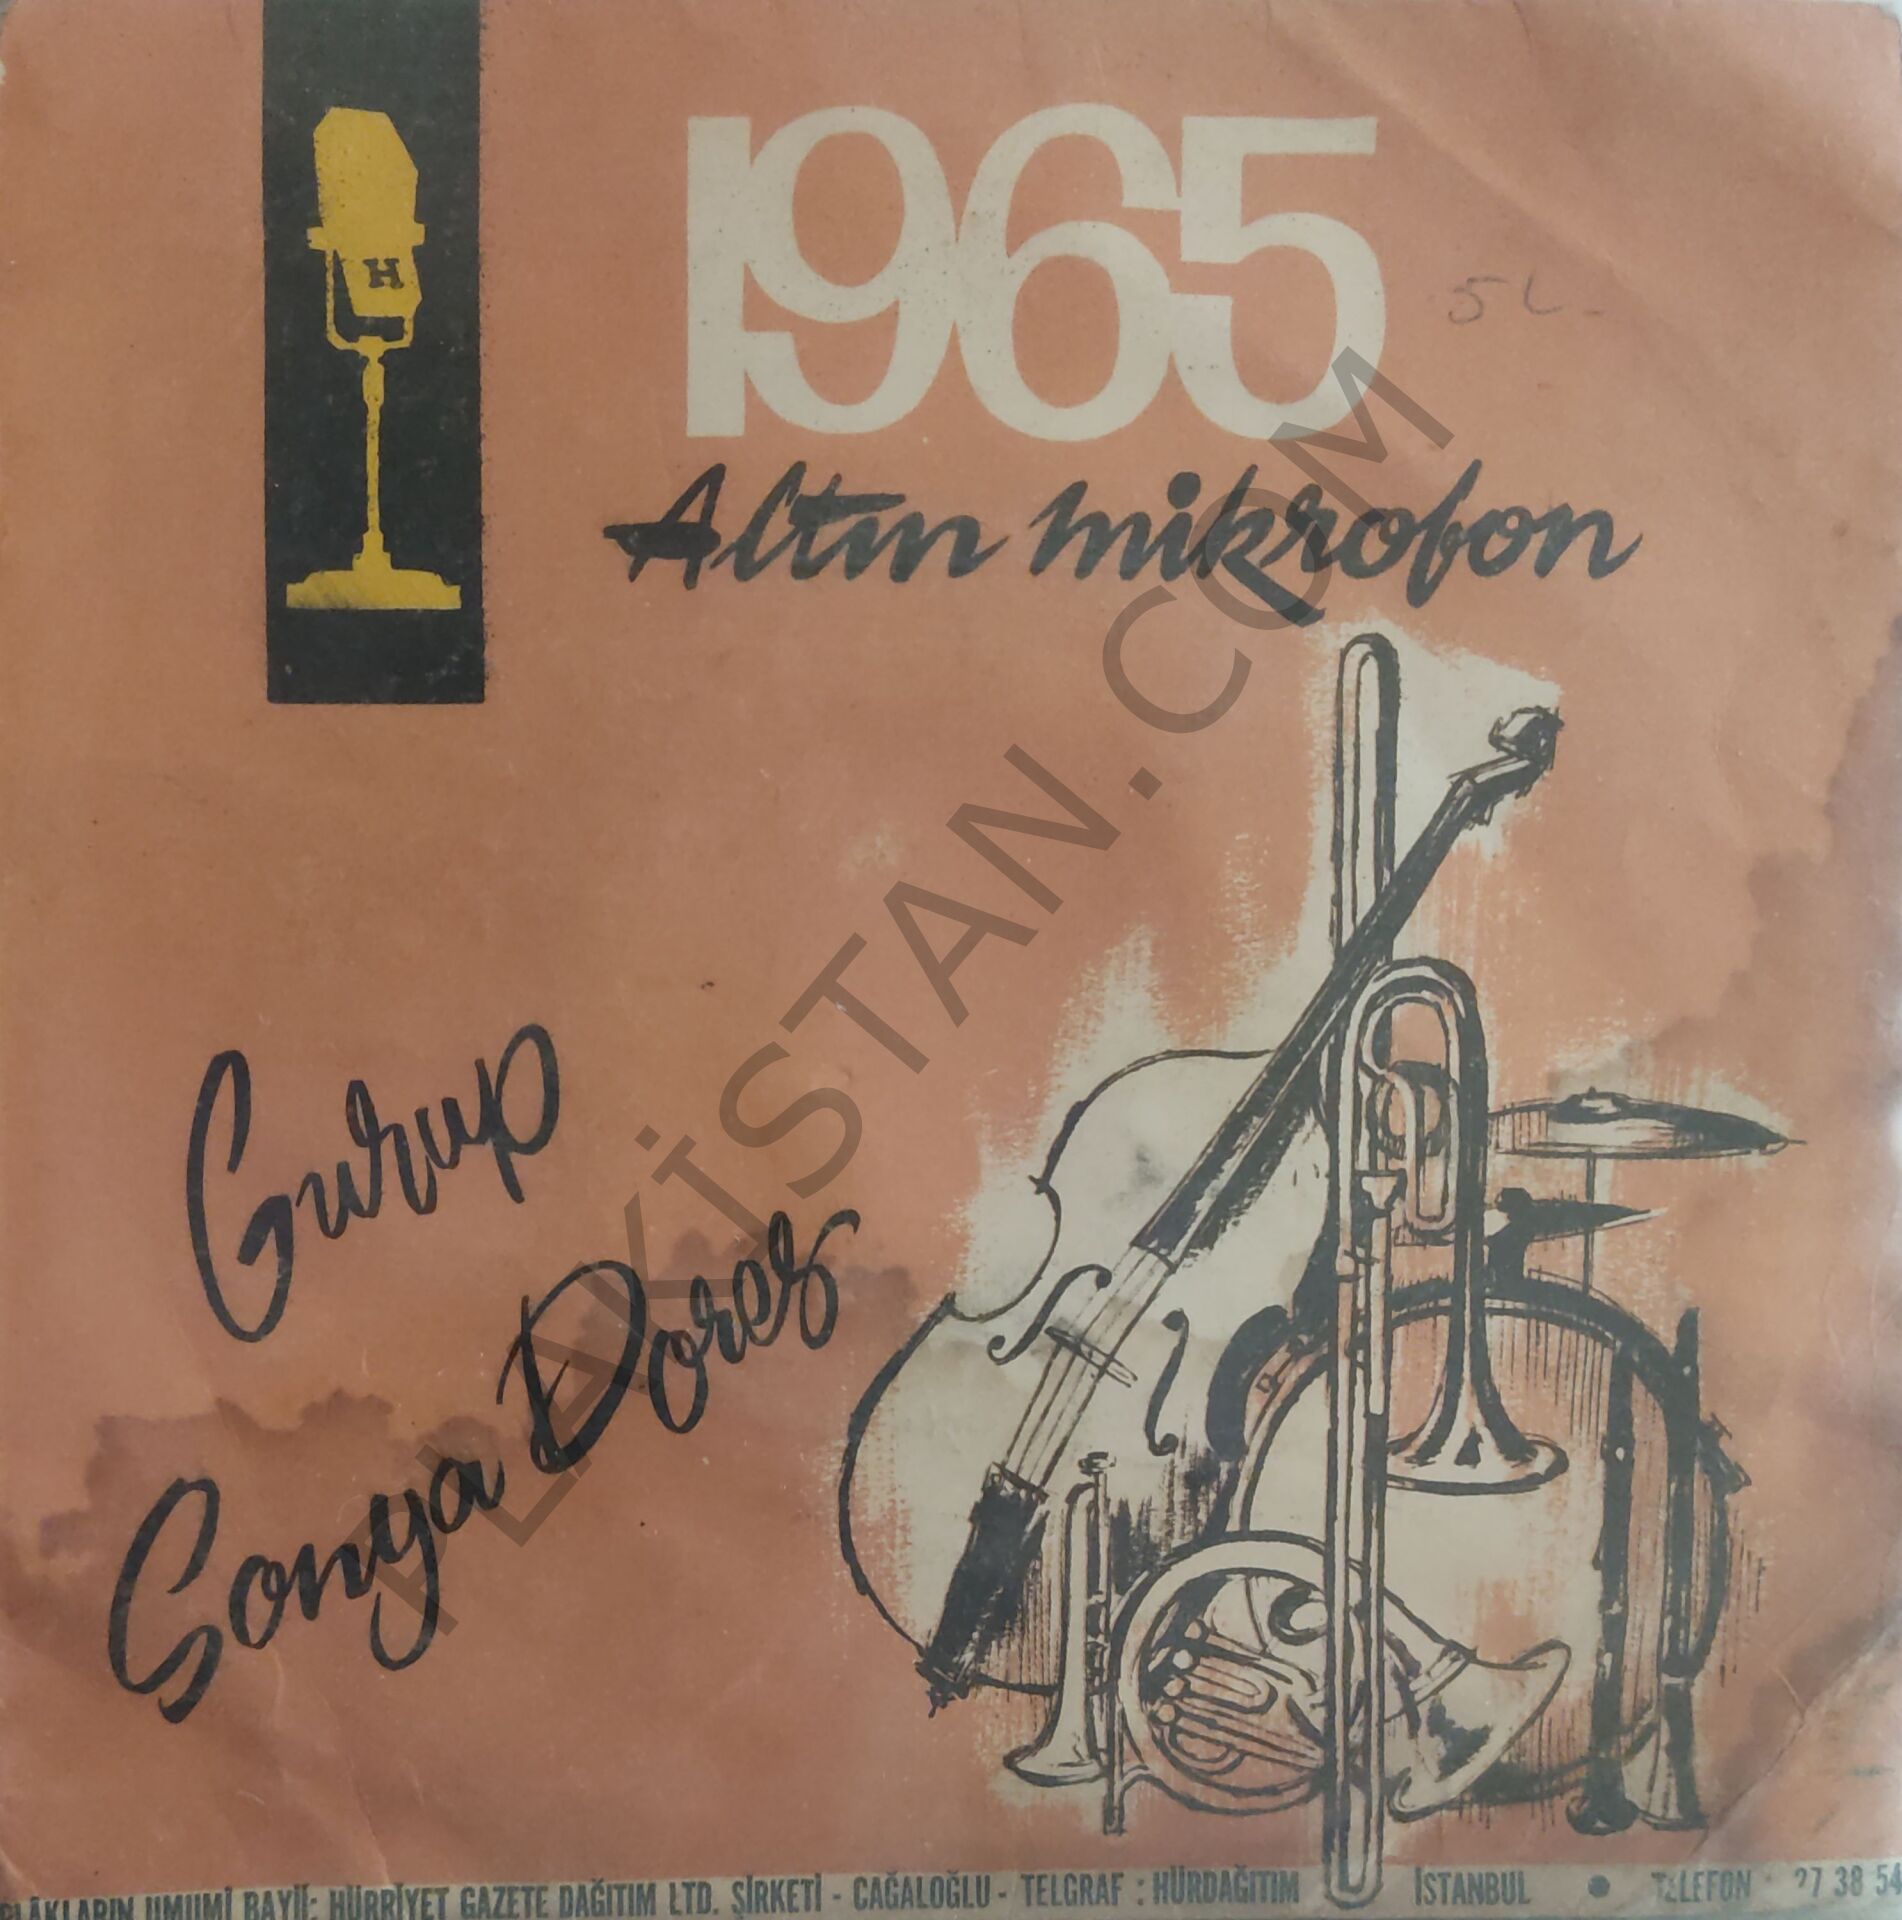 H
1965
5L-
Altın mikrofon
Gurup
Sonya Dores
PLAKİSTAN.COM
PLÂKLARIN UMUMİ BAYİİ: HÜRRİYET GAZETE DAĞITIM LTD. ŞİRKETİ - CAĞALOĞLU - TELGRAF : HÜRDAĞITIM İSTANBUL • TELEFON : 27 38 54